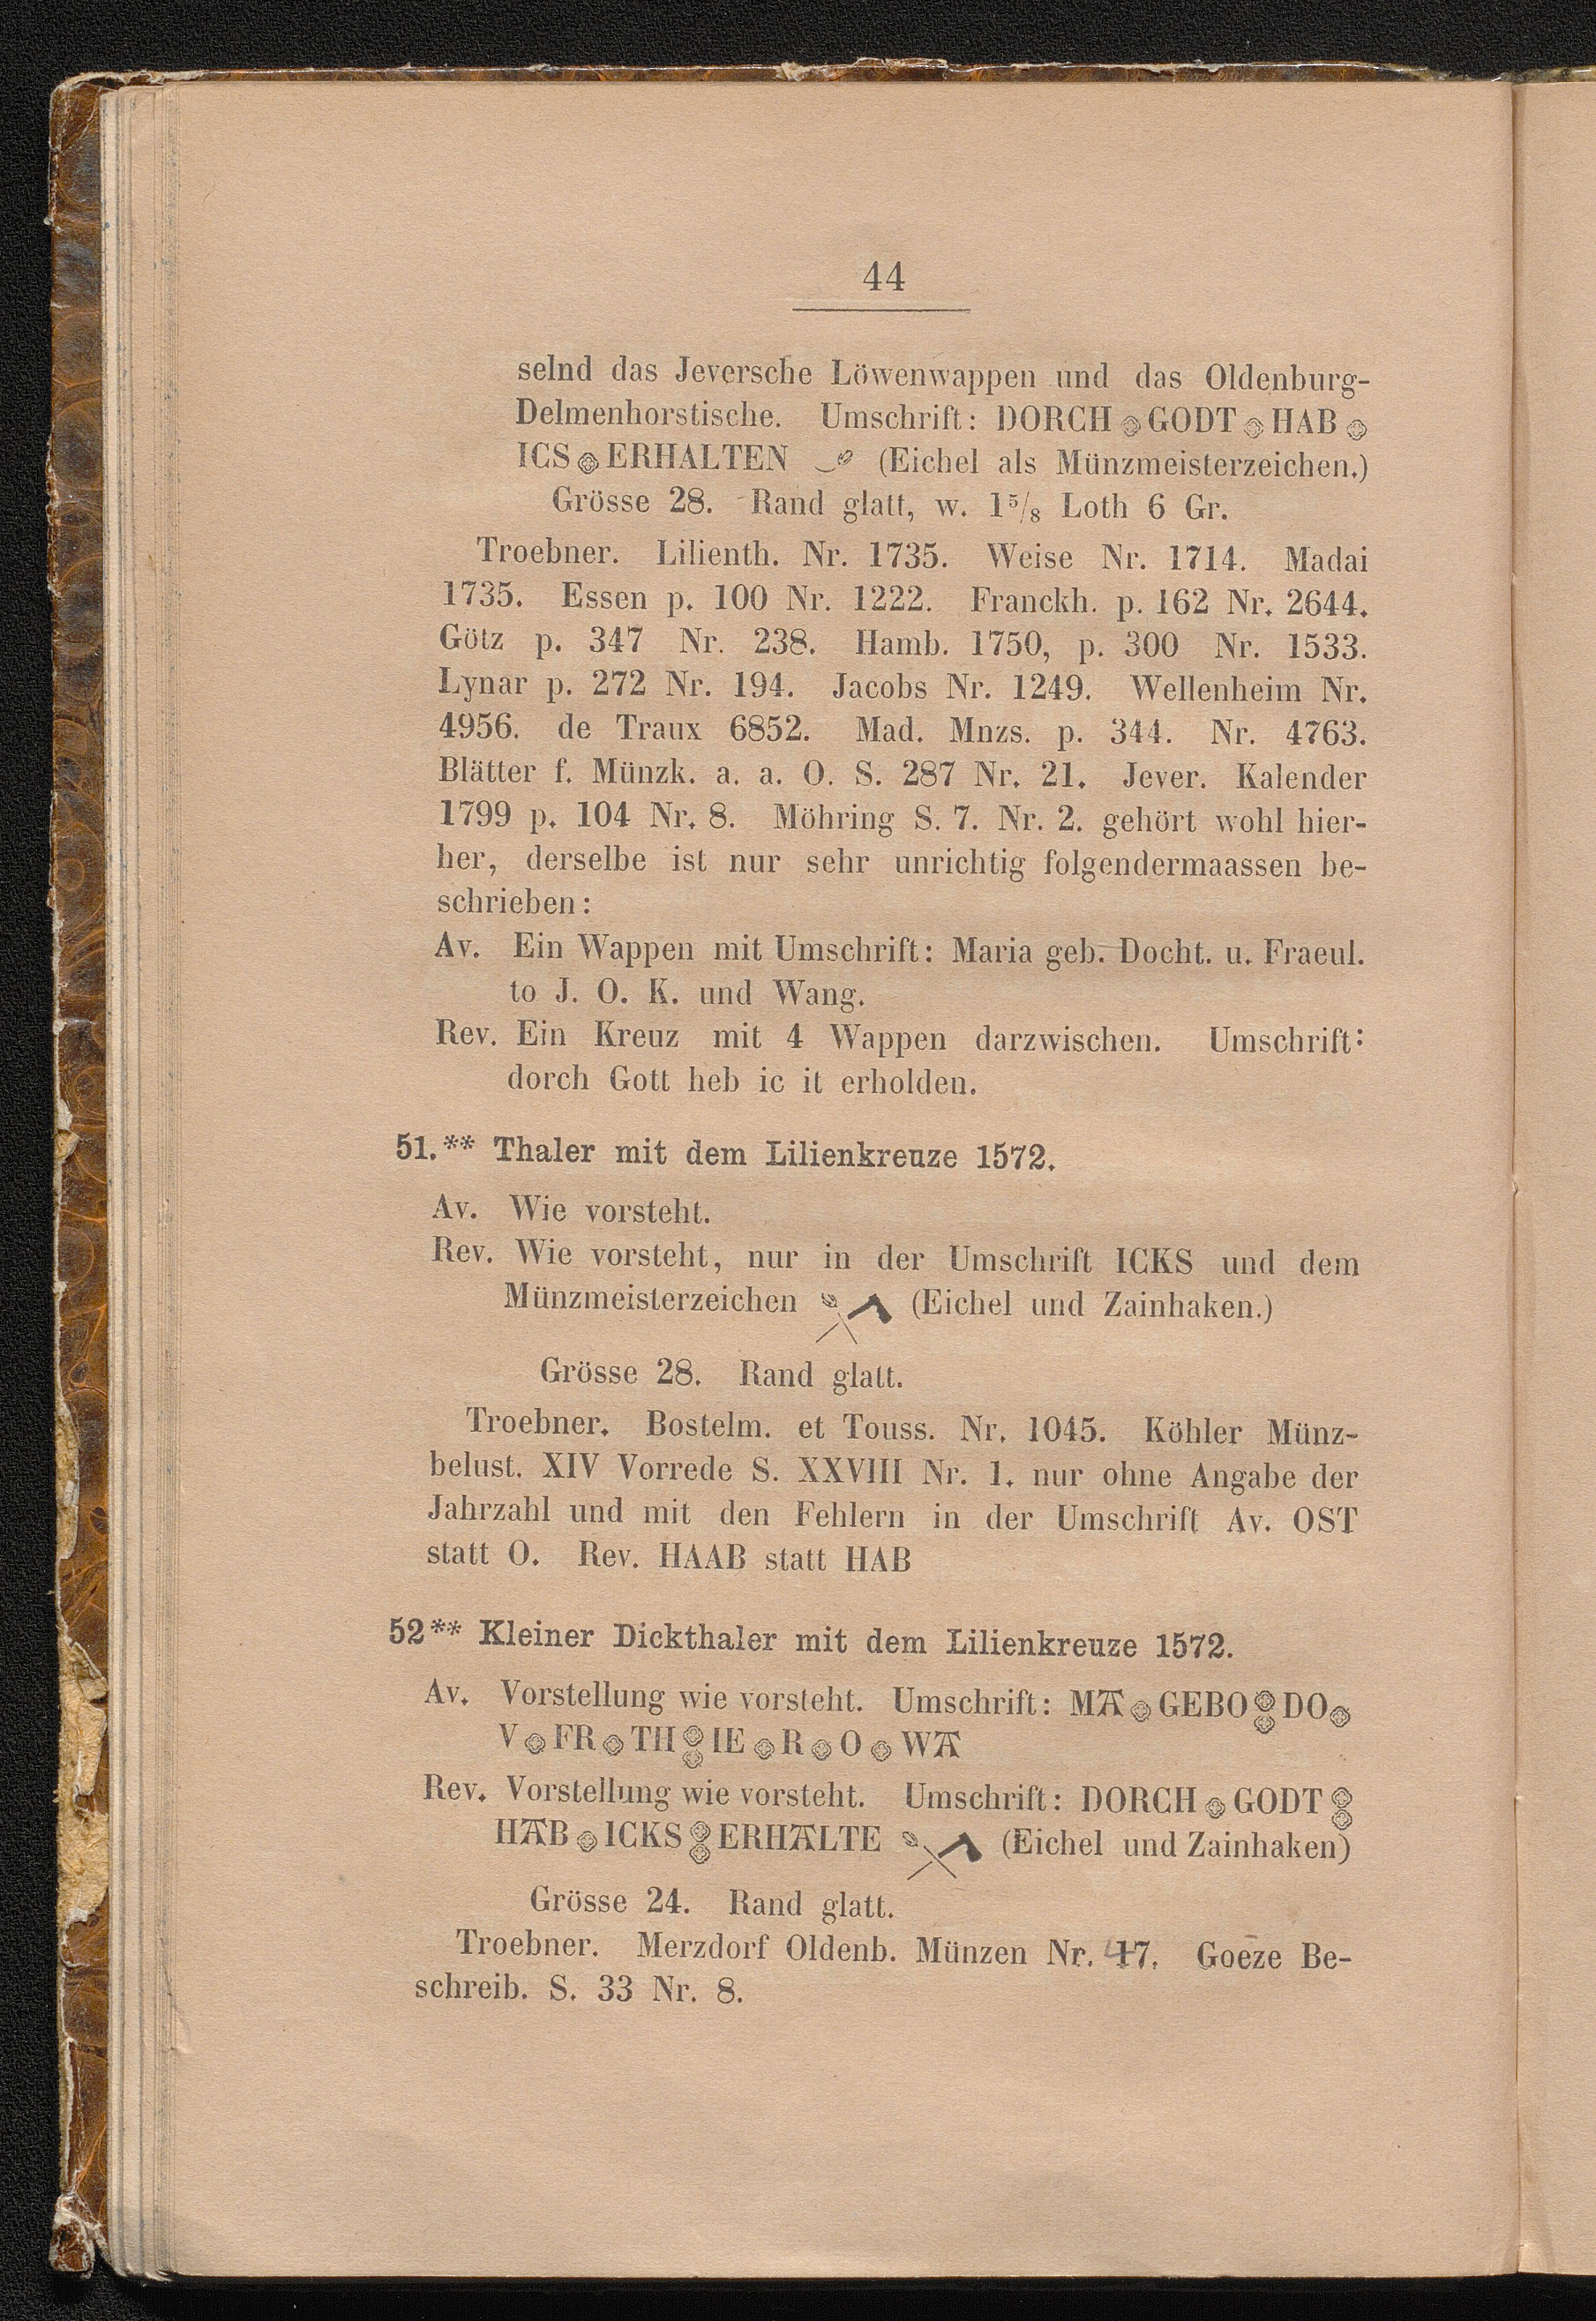 44
selnd das Jeversche Löwenwappen und das Oldenburg-
Delmenhorstische. Umschrift: DORCH GODT HAB
ICS ERHALTEN (Eichel als Münzmeisterzeichen.)
Grösse 28. Rand glatt, w. 1⁵/₈ Loth 6 Gr.
Troebner. Lilienth. Nr. 1735. Weise Nr. 1714. Madai
1735. Essen p. 100 Nr. 1222. Franckh. p. 162 Nr. 2644.
Götz p. 347 Nr. 238. Hamb. 1750, p. 300 Nr. 1533.
Lynar p. 272 Nr. 194. Jacobs Nr. 1249. Wellenheim Nr.
4956. de Traux 6852. Mad. Mnzs. p. 344. Nr. 4763.
Blätter f. Münzk. a. a. O. S. 287 Nr. 21. Jever. Kalender
1799 p. 104 Nr. 8. Möhring S. 7. Nr. 2. gehört wohl hier-
her, derselbe ist nur sehr unrichtig folgendermaassen be-
schrieben:
Av. Ein Wappen mit Umschrift: Maria geb. Docht. u. Fraeul.
to J. O. K. und Wang.
Rev. Ein Kreuz mit 4 Wappen darzwischen. Umschrift:
dorch Gott heb ic it erholden.
51.** Thaler mit dem Lilienkreuze 1572.
Av. Wie vorsteht.
Rev. Wie vorsteht, nur in der Umschrift ICKS und dem
Münzmeisterzeichen (Eichel und Zainhaken.)
Grösse 28. Rand glatt.
Troebner. Bostelm. et Touss. Nr. 1045. Köhler Münz-
belust. XIV Vorrede S. XXVIII Nr. 1. nur ohne Angabe der
Jahrzahl und mit den Fehlern in der Umschrift Av. OST
statt O. Rev. HAAB statt HAB
52** Kleiner Dickthaler mit dem Lilienkreuze 1572.
Av. Vorstellung wie vorsteht. Umschrift: MA GEBO DO
V FR TH IE R O WA
Rev. Vorstellung wie vorsteht. Umschrift: DORCH GODT
HAB ICKS ERHALTE (Eichel und Zainhaken)
Grösse 24. Rand glatt.
Troebner. Merzdorf Oldenb. Münzen Nr. 47. Goeze Be-
schreib. S. 33 Nr. 8.